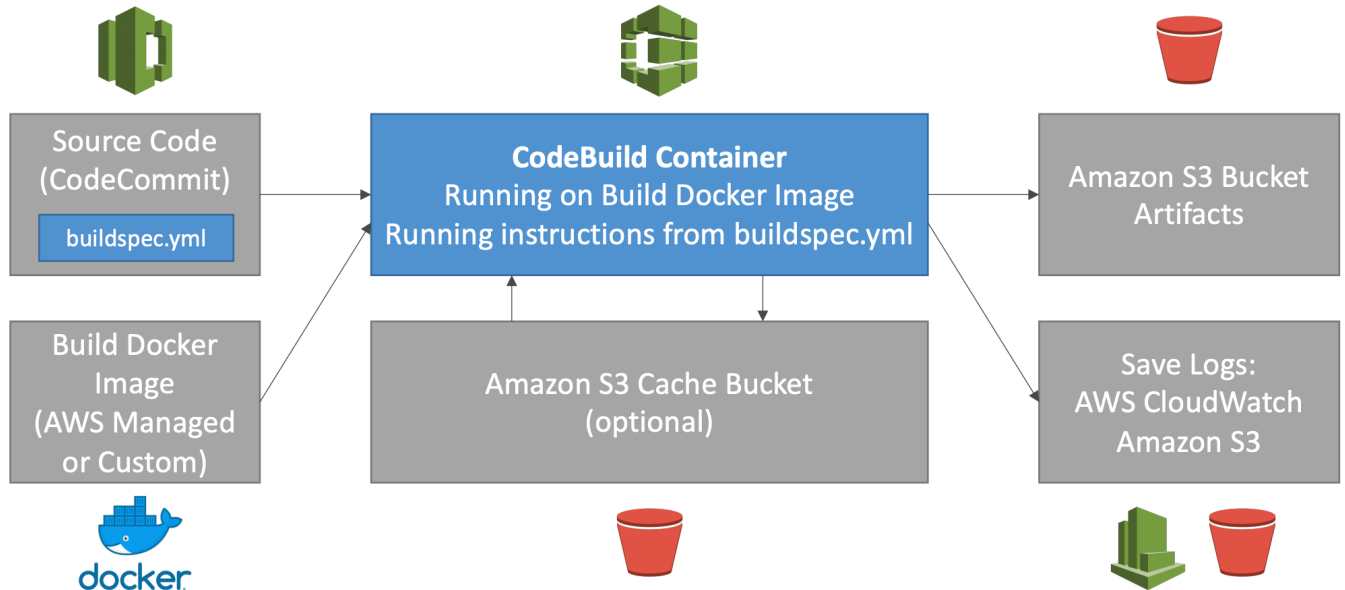 Source Code
(CodeCommit)
buildspec.yml
CodeBuild Container
Running on Build Docker Image
Running instructions from buildspec.yml
Amazon S3 Bucket
Artifacts
Build Docker
Image
(AWS Managed
or Custom)
Amazon S3 Cache Bucket
(optional)
Save Logs:
AWS CloudWatch
Amazon S3
docker